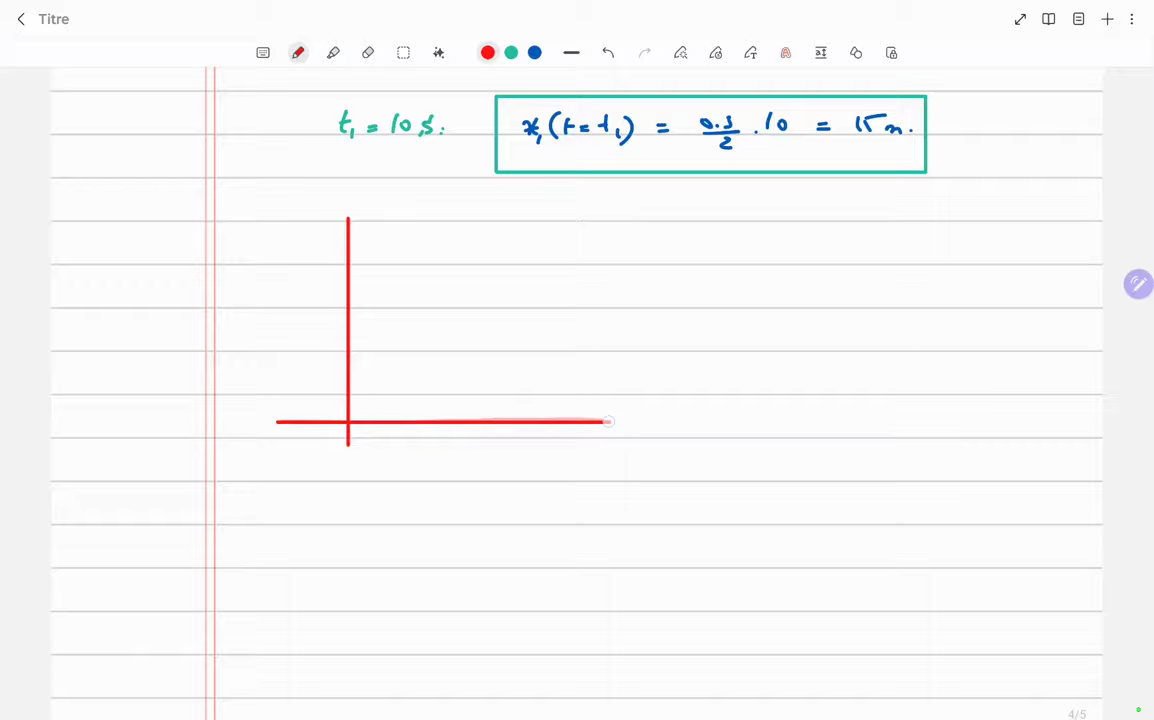 Titre
t₁ = 10 s : x₁(t = t₁) = 0.3/2 . 10 = 15 m.
4/5